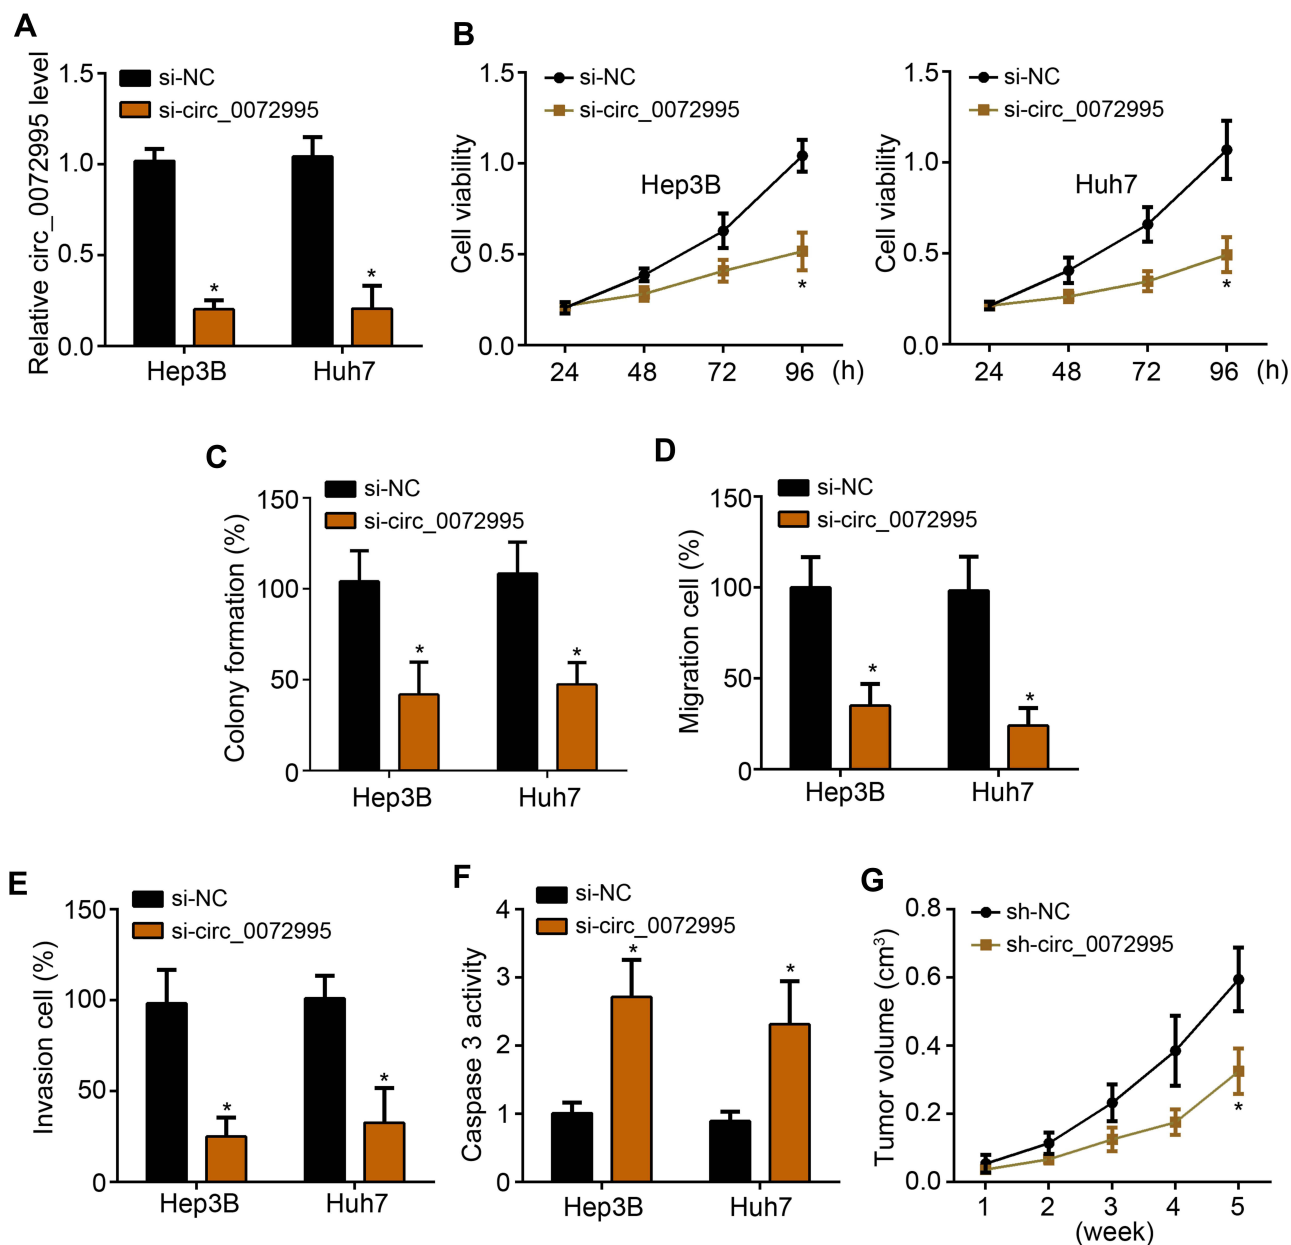 A
Relative circ_0072995 level
si-NC
si-circ_0072995
1.5
1.0
0.5
0.0
*
*
Hep3B
Huh7
B
Cell viability
si-NC
si-circ_0072995
Hep3B
1.5
1.0
0.5
0.0
*
24 48 72 96 (h)
Cell viability
si-NC
si-circ_0072995
Huh7
1.5
1.0
0.5
0.0
*
24 48 72 96 (h)
C
Colony formation (%)
si-NC
si-circ_0072995
150
100
50
0
*
*
Hep3B
Huh7
D
Migration cell (%)
si-NC
si-circ_0072995
150
100
50
0
*
*
Hep3B
Huh7
E
Invasion cell (%)
si-NC
si-circ_0072995
150
100
50
0
*
*
Hep3B
Huh7
F
Caspase 3 activity
si-NC
si-circ_0072995
4
3
2
1
0
*
*
Hep3B
Huh7
G
Tumor volume (cm³)
sh-NC
sh-circ_0072995
0.8
0.6
0.4
0.2
0.0
*
1 2 3 4 5
(week)